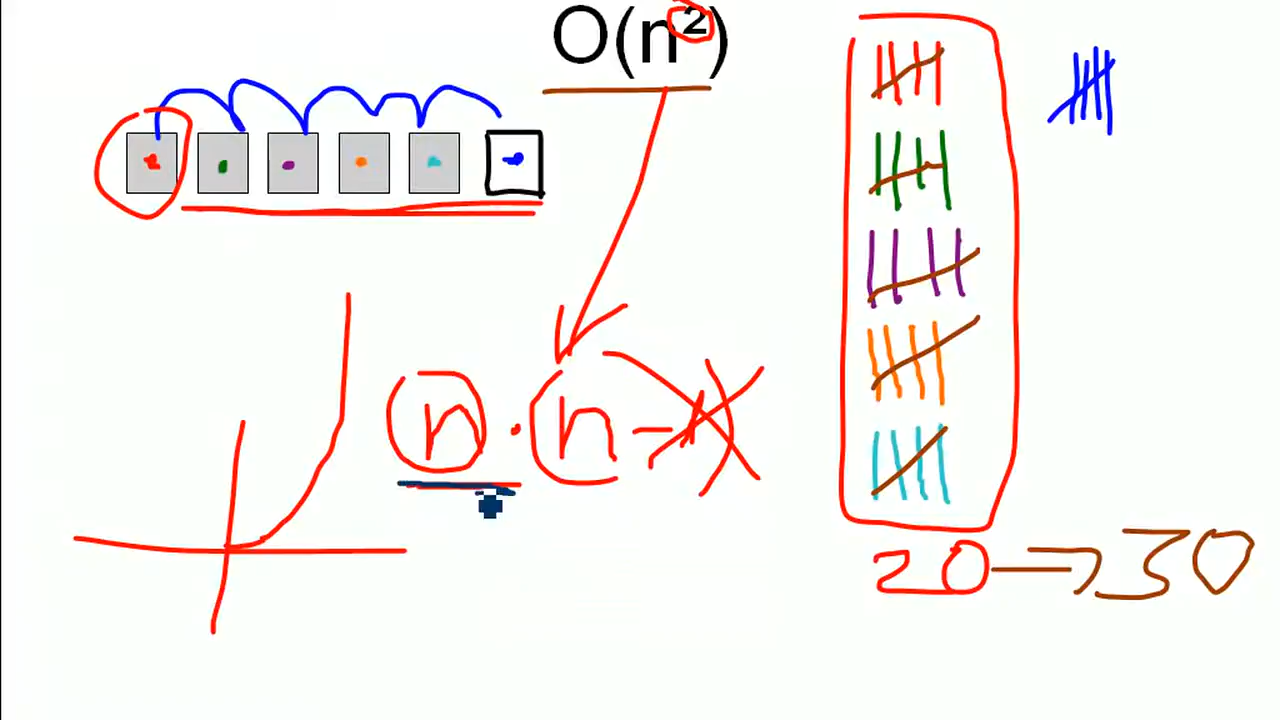 O(n²)
n · n - 1)
20 → 30